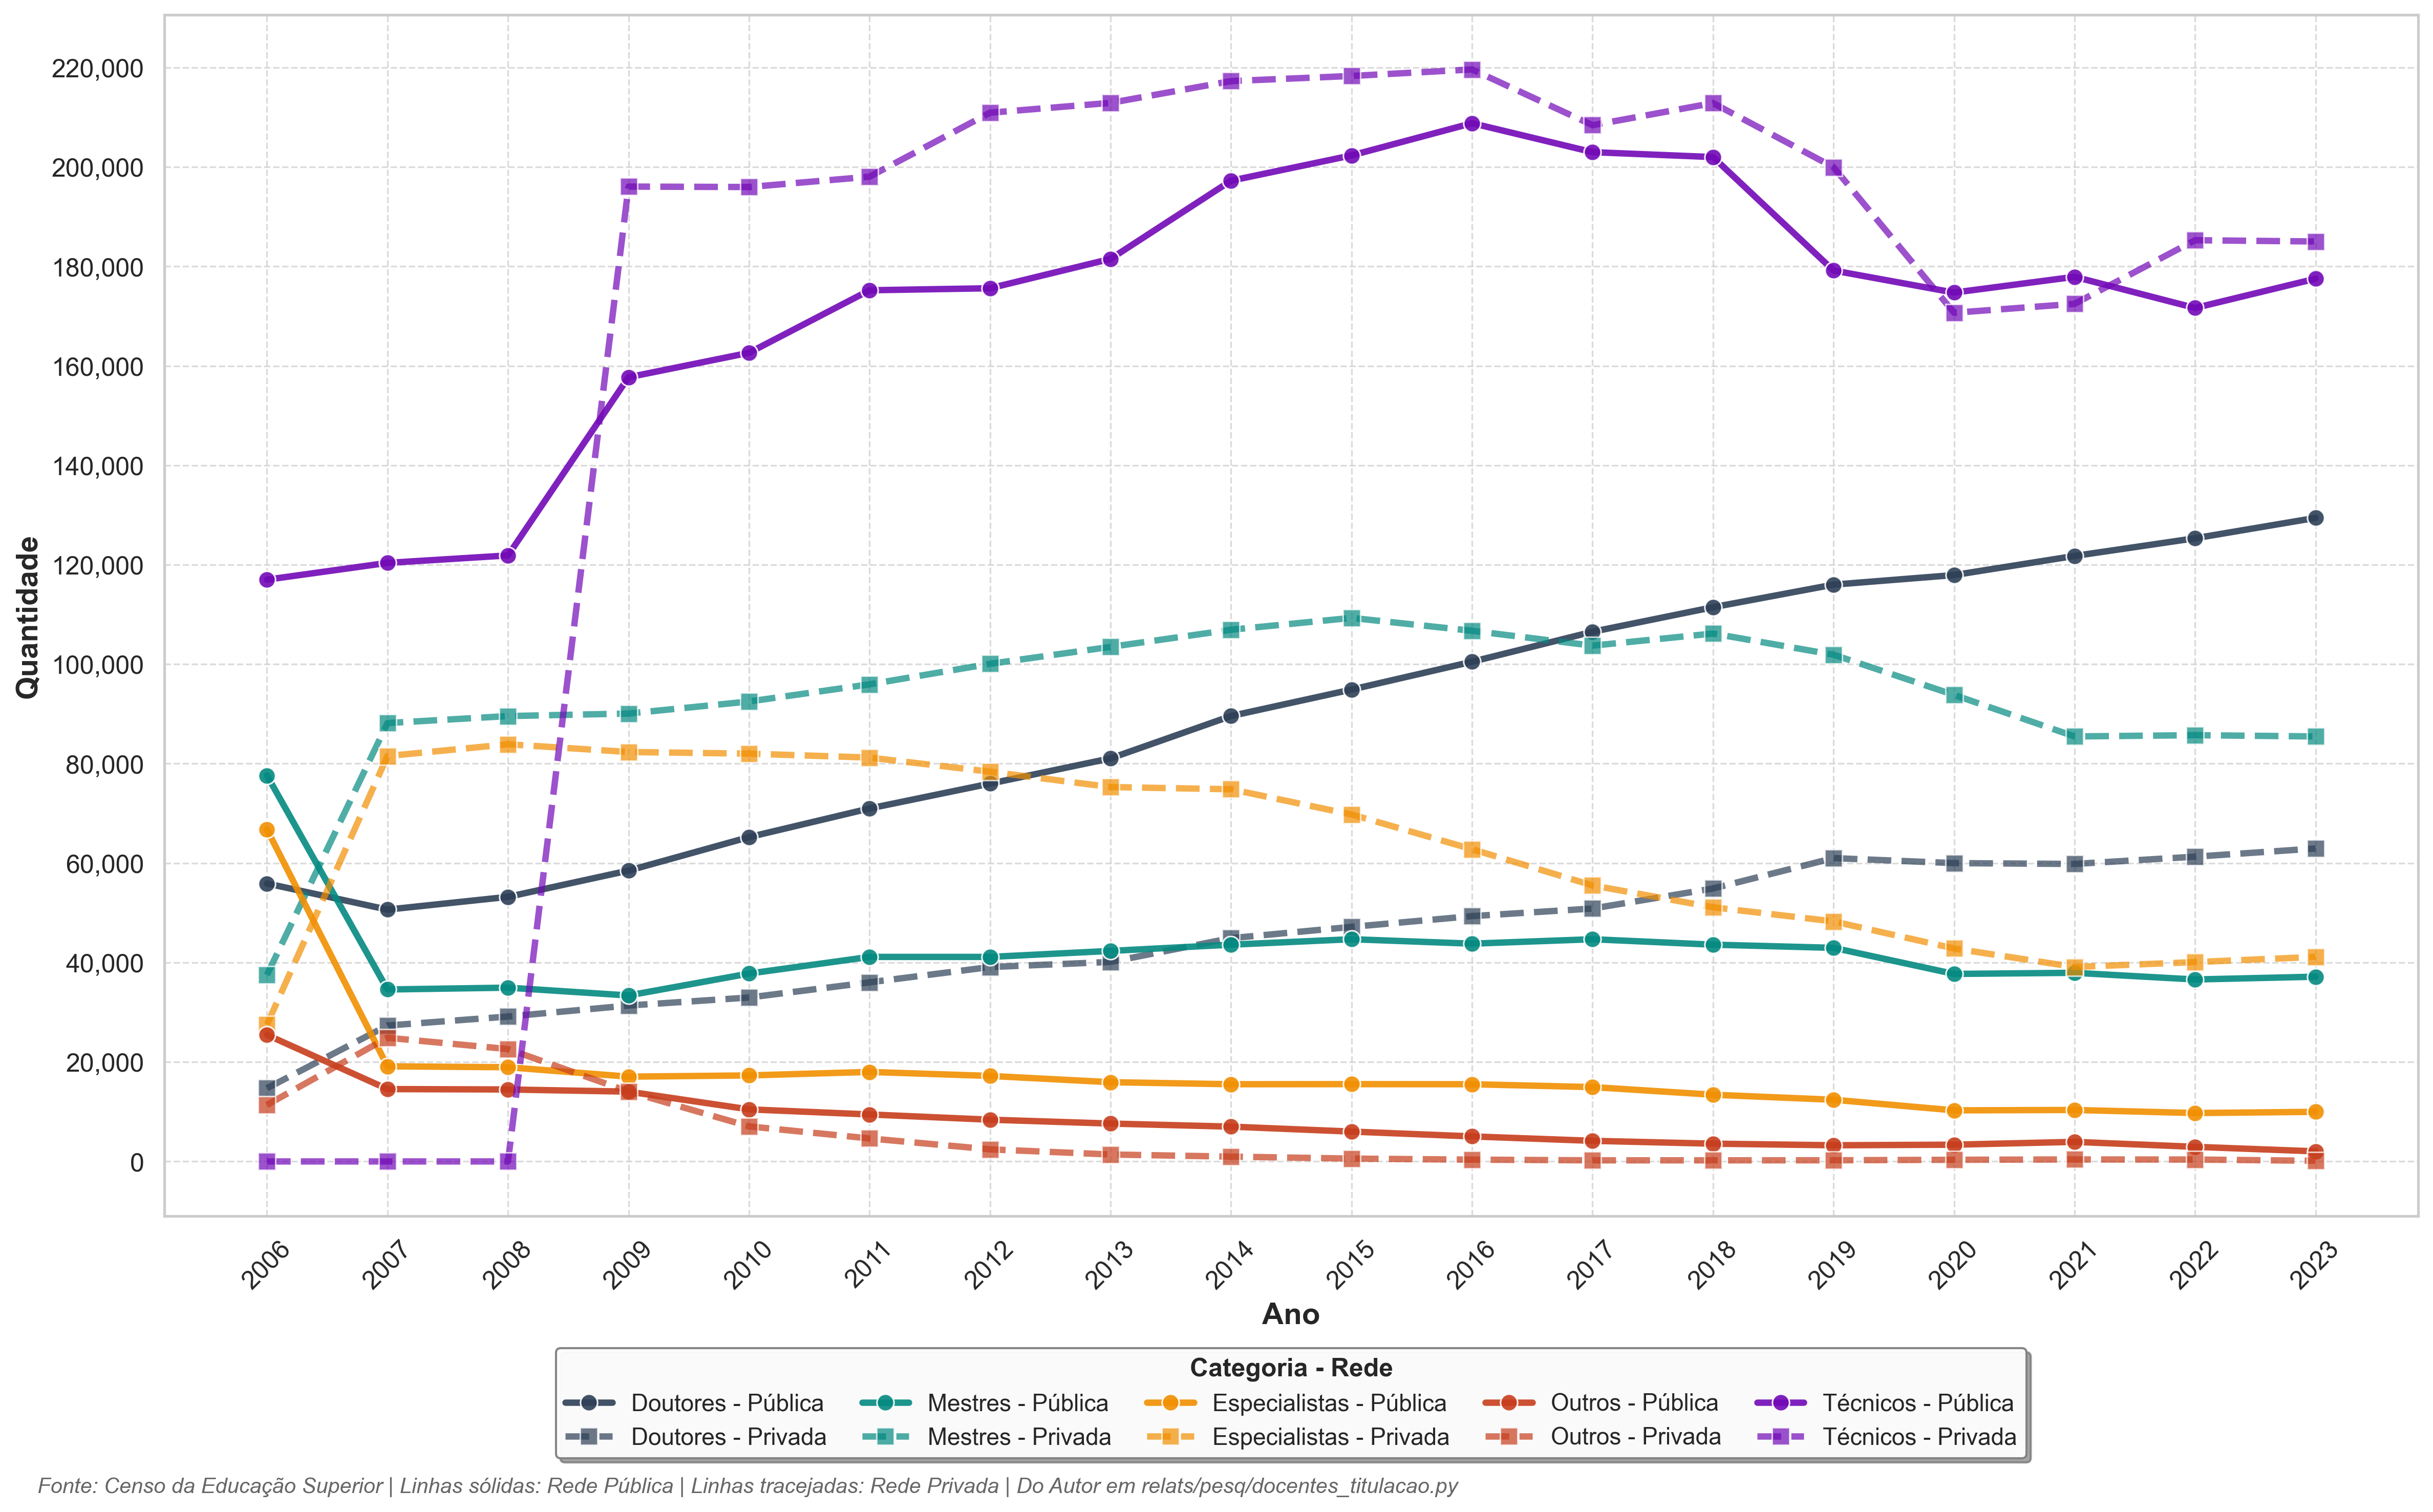 220,000
200,000
180,000
160,000
140,000
120,000
100,000
80,000
60,000
40,000
20,000
0
Quantidade
2006 2007 2008 2009 2010 2011 2012 2013 2014 2015 2016 2017 2018 2019 2020 2021 2022 2023
Ano
Categoria - Rede
Doutores - Pública Mestres - Pública Especialistas - Pública Outros - Pública Técnicos - Pública
Doutores - Privada Mestres - Privada Especialistas - Privada Outros - Privada Técnicos - Privada
Fonte: Censo da Educação Superior | Linhas sólidas: Rede Pública | Linhas tracejadas: Rede Privada | Do Autor em relats/pesq/docentes_titulacao.py